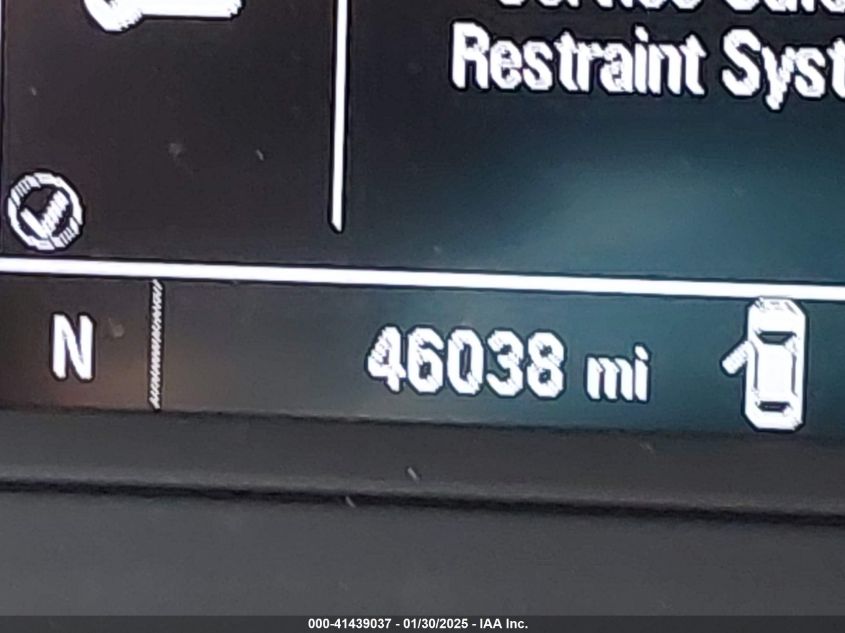 Restraint Syst
N
46038 mi
000-41439037 - 01/30/2025 - IAA Inc.